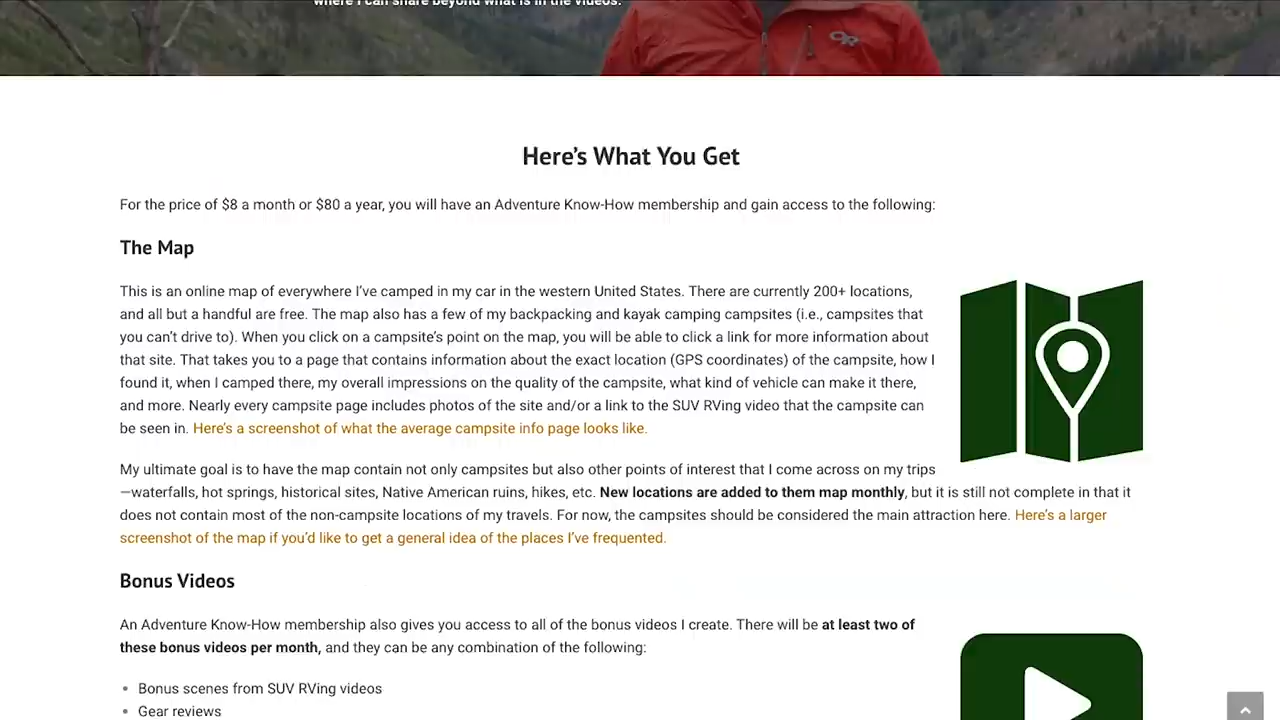 where I can share beyond what is in the videos.
OR
Here's What You Get
For the price of $8 a month or $80 a year, you will have an Adventure Know-How membership and gain access to the following:
The Map
This is an online map of everywhere I've camped in my car in the western United States. There are currently 200+ locations,
and all but a handful are free. The map also has a few of my backpacking and kayak camping campsites (i.e., campsites that
you can't drive to). When you click on a campsite's point on the map, you will be able to click a link for more information about
that site. That takes you to a page that contains information about the exact location (GPS coordinates) of the campsite, how I
found it, when I camped there, my overall impressions on the quality of the campsite, what kind of vehicle can make it there,
and more. Nearly every campsite page includes photos of the site and/or a link to the SUV RVing video that the campsite can
be seen in. Here's a screenshot of what the average campsite info page looks like.
My ultimate goal is to have the map contain not only campsites but also other points of interest that I come across on my trips
—waterfalls, hot springs, historical sites, Native American ruins, hikes, etc. New locations are added to them map monthly, but it is still not complete in that it
does not contain most of the non-campsite locations of my travels. For now, the campsites should be considered the main attraction here. Here's a larger
screenshot of the map if you'd like to get a general idea of the places I've frequented.
Bonus Videos
An Adventure Know-How membership also gives you access to all of the bonus videos I create. There will be at least two of
these bonus videos per month, and they can be any combination of the following:
• Bonus scenes from SUV RVing videos
• Gear reviews